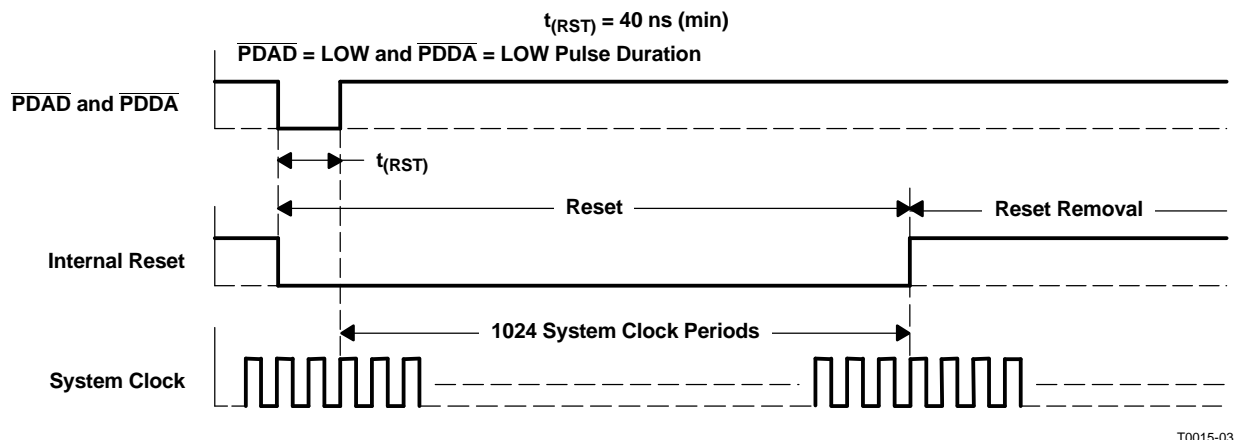 t(RST) = 40 ns (min)
PDAD = LOW and PDDA = LOW Pulse Duration
PDAD and PDDA
t(RST)
Reset
Reset Removal
Internal Reset
1024 System Clock Periods
System Clock
T0015-03